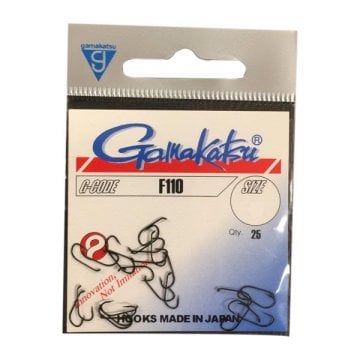 gamakatsu
G
Gamakatsu®
G-CODE F110 SIZE
Qty. 25
Innovation,
Not Imitation
HOOKS MADE IN JAPAN